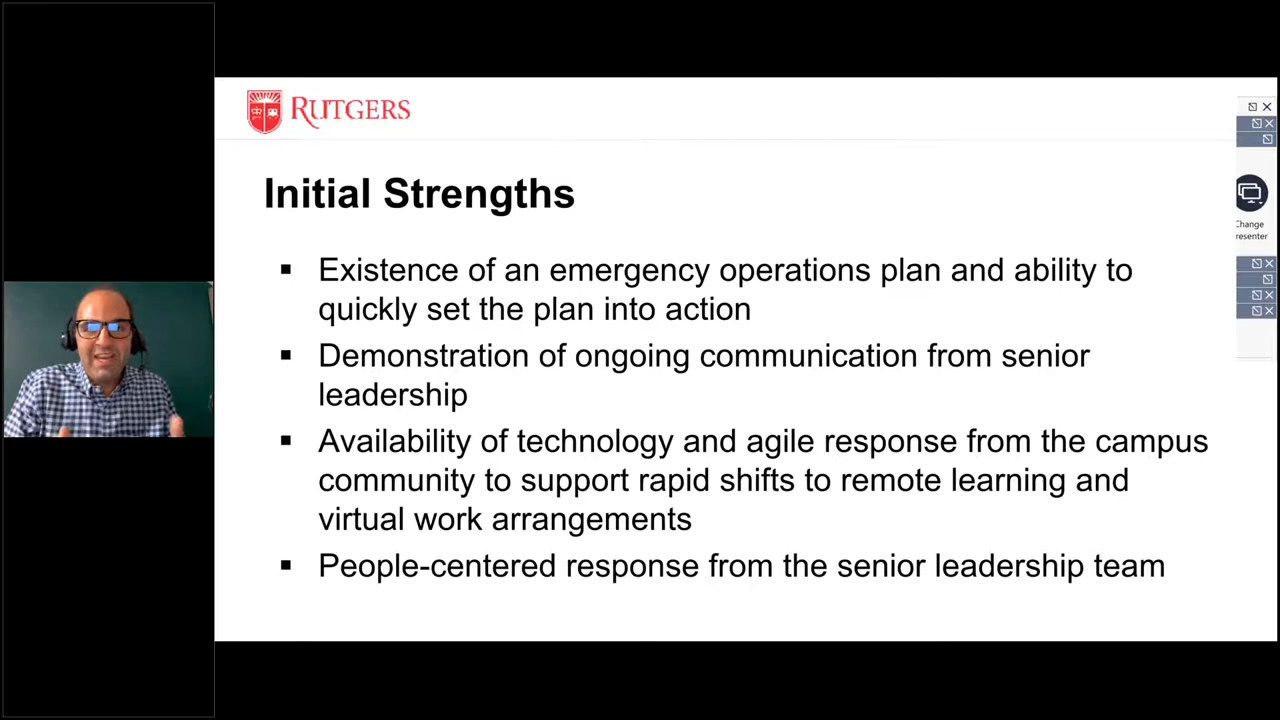 RUTGERS
Initial Strengths
▪ Existence of an emergency operations plan and ability to
quickly set the plan into action
▪ Demonstration of ongoing communication from senior
leadership
▪ Availability of technology and agile response from the campus
community to support rapid shifts to remote learning and
virtual work arrangements
▪ People-centered response from the senior leadership team
Change
resenter